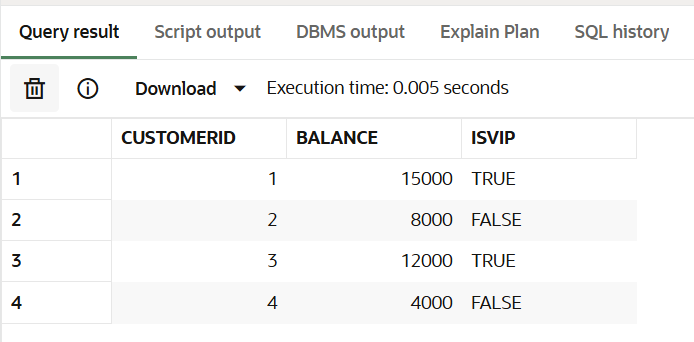 Query result Script output DBMS output Explain Plan SQL history
Download Execution time: 0.005 seconds
CUSTOMERID BALANCE ISVIP
1 1 15000 TRUE
2 2 8000 FALSE
3 3 12000 TRUE
4 4 4000 FALSE